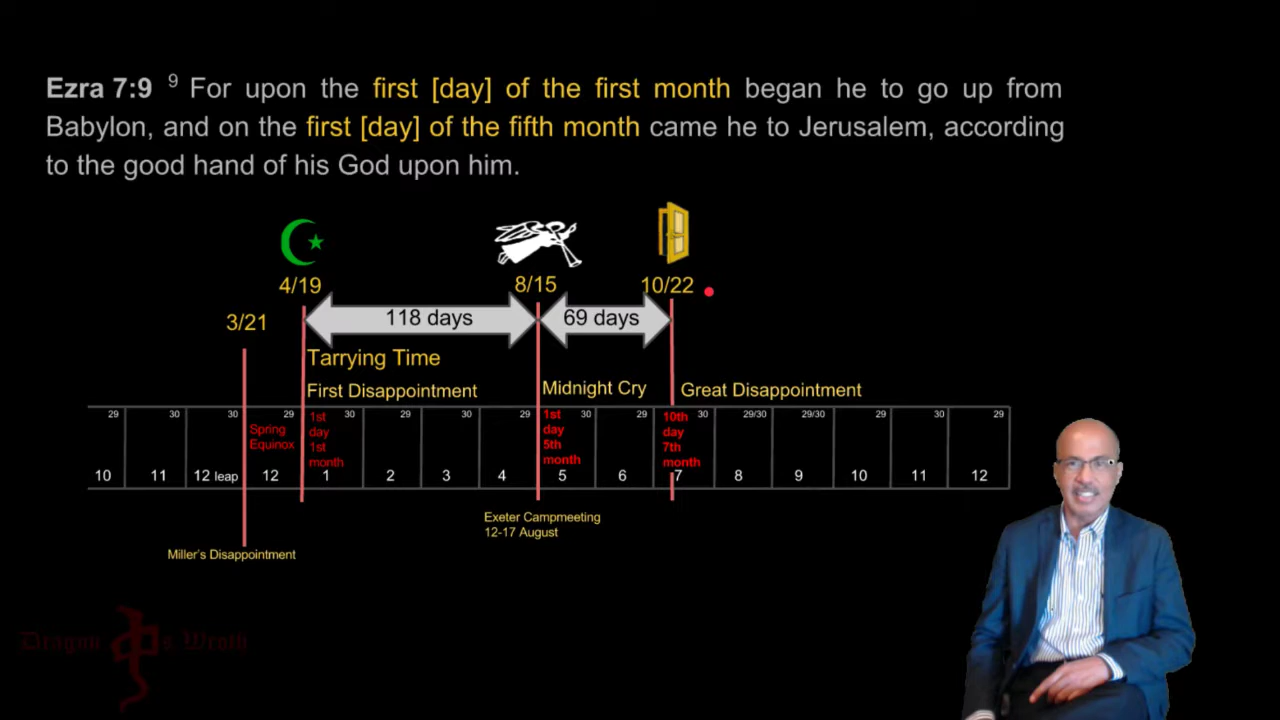 Ezra 7:9 9 For upon the first [day] of the first month began he to go up from
Babylon, and on the first [day] of the fifth month came he to Jerusalem, according
to the good hand of his God upon him.
4/19 8/15 10/22
3/21
118 days 69 days
Tarrying Time
First Disappointment Midnight Cry Great Disappointment
29 30 30 29 30 29 30 29 30 29 30 29/30 29/30 29 30 29
Spring
Equinox
1st
day
1st
month
1st
day
5th
month
10th
day
7th
month
10 11 12 leap 12 1 2 3 4 5 6 7 8 9 10 11 12
Exeter Campmeeting
12-17 August
Miller's Disappointment
Dragon s Wroth